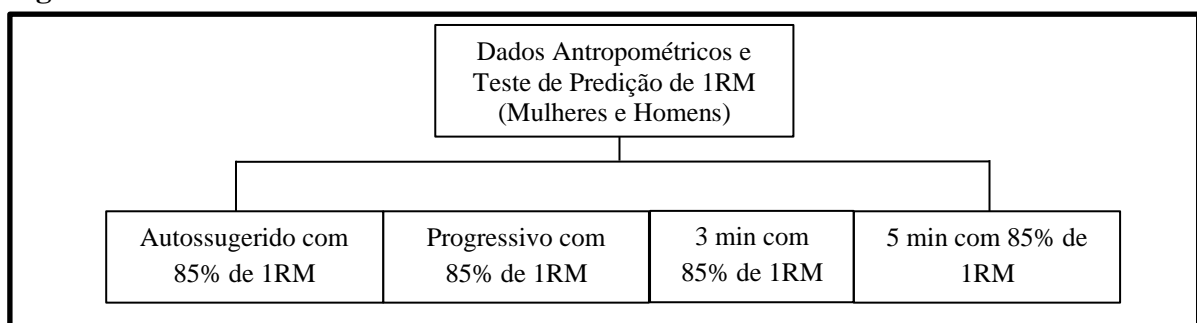 Dados Antropométricos e
Teste de Predição de 1RM
(Mulheres e Homens)
Autossugerido com
85% de 1RM
Progressivo com
85% de 1RM
3 min com
85% de 1RM
5 min com 85% de
1RM